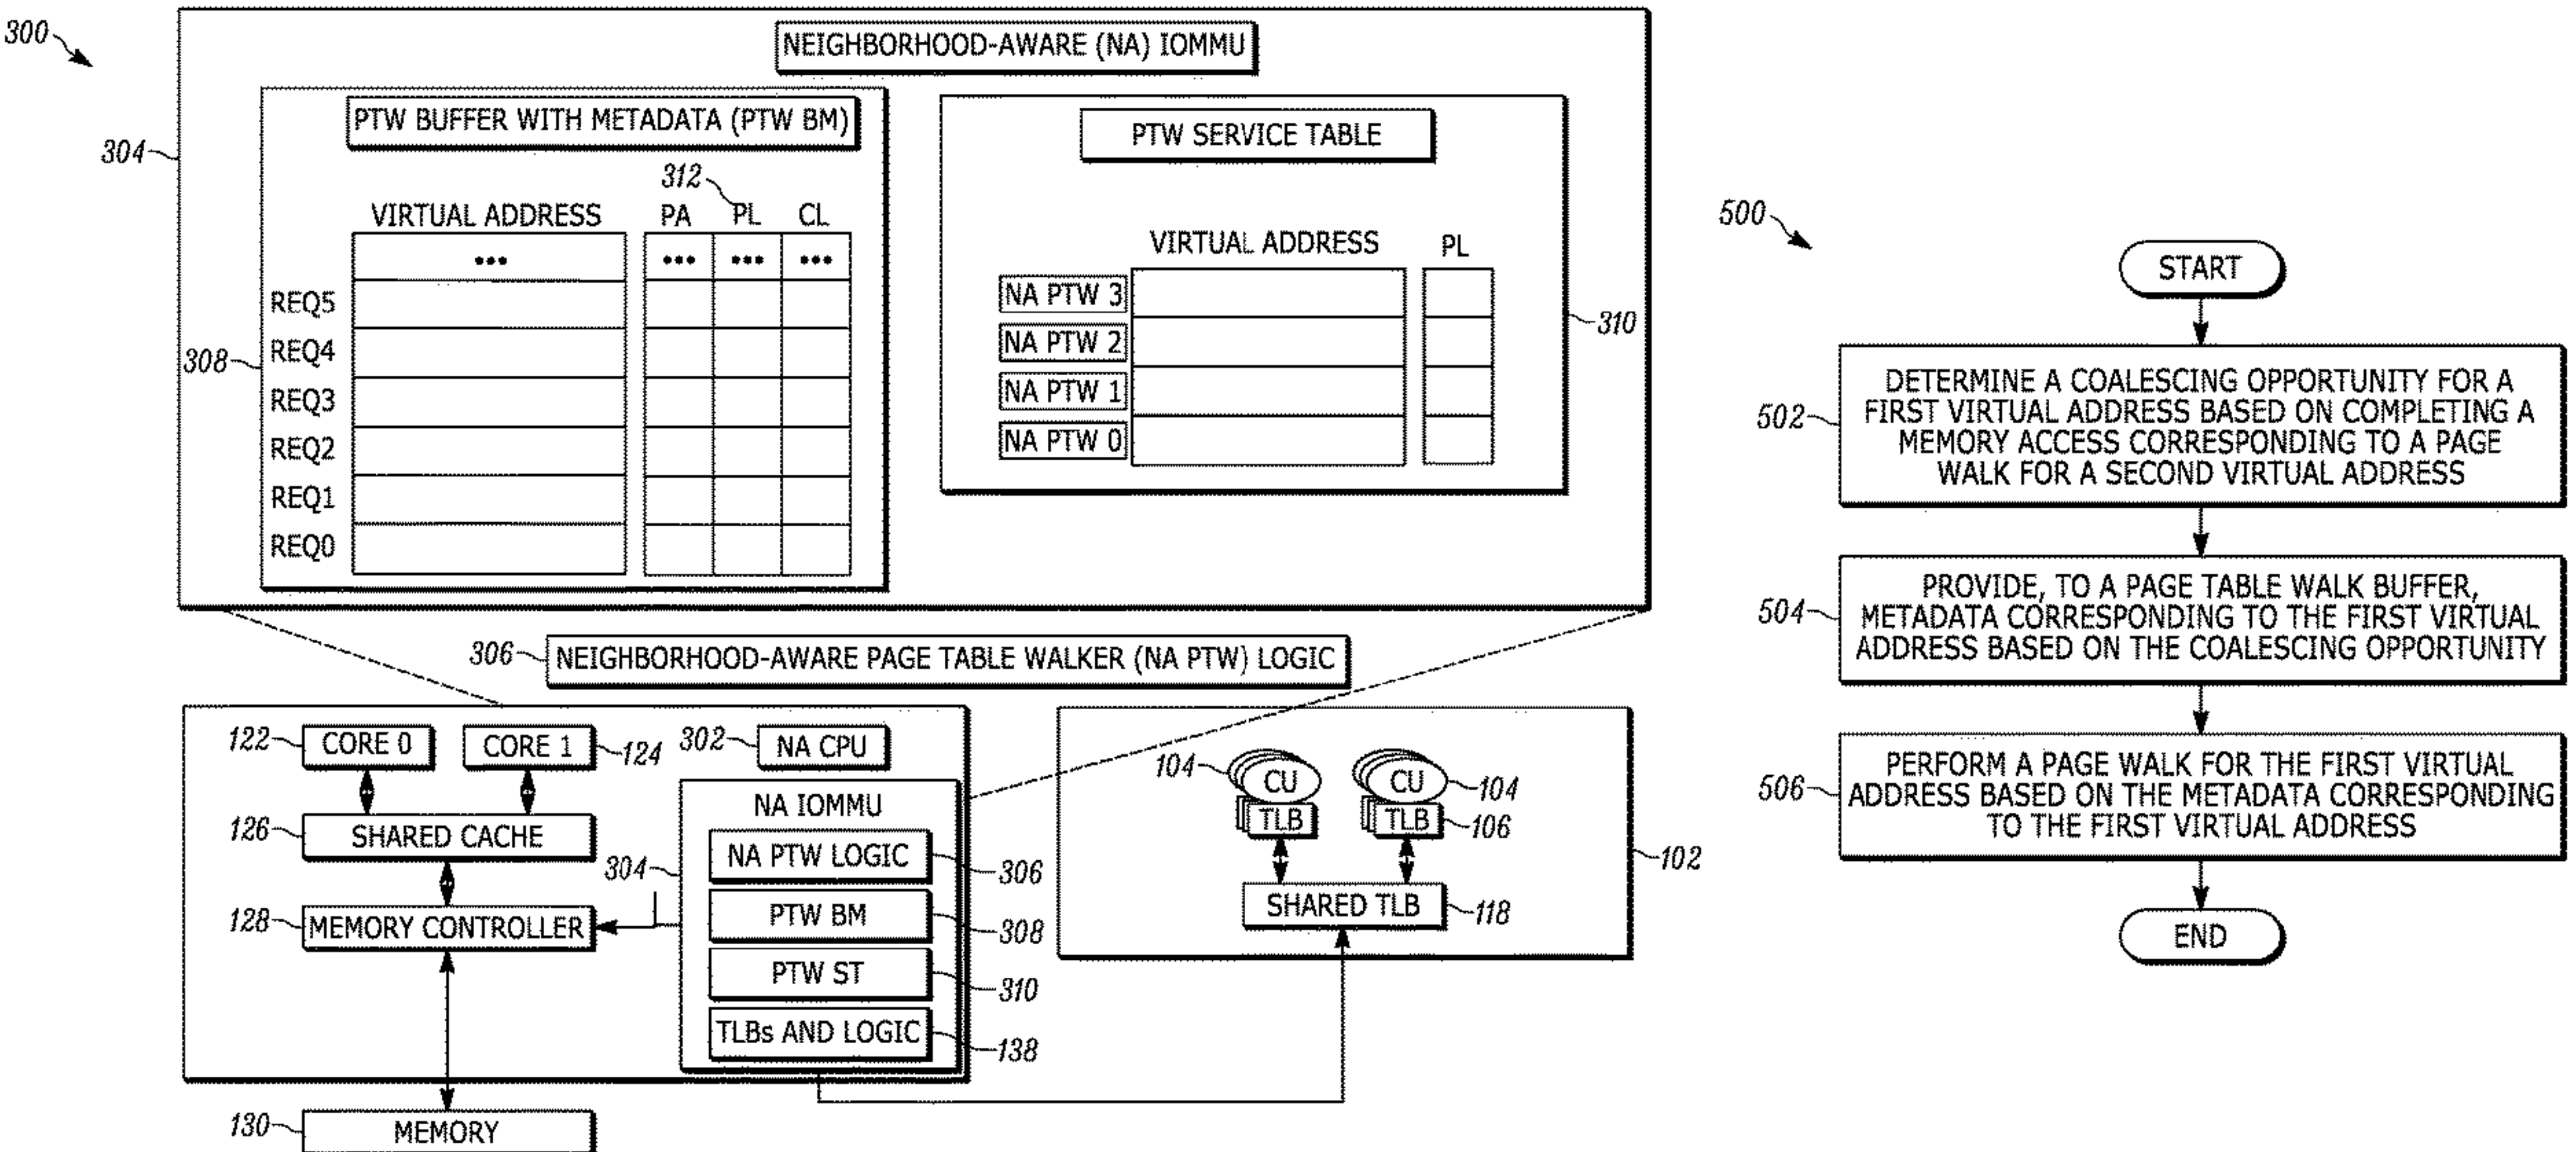 300
NEIGHBORHOOD-AWARE (NA) IOMMU
304
PTW BUFFER WITH METADATA (PTW BM)
312
VIRTUAL ADDRESS PA PL CL
••• ••• ••• •••
REQ5
REQ4
308
REQ3
REQ2
REQ1
REQ0
PTW SERVICE TABLE
VIRTUAL ADDRESS PL
NA PTW 3
310
NA PTW 2
NA PTW 1
NA PTW 0
306 NEIGHBORHOOD-AWARE PAGE TABLE WALKER (NA PTW) LOGIC
122 CORE 0
CORE 1 124
302 NA CPU
126 SHARED CACHE
128 MEMORY CONTROLLER
130 MEMORY
304
NA IOMMU
NA PTW LOGIC 306
PTW BM 308
PTW ST 310
TLBs AND LOGIC 138
104 CU CU 104
TLB TLB 106
SHARED TLB 118
102
500
START
502
DETERMINE A COALESCING OPPORTUNITY FOR A
FIRST VIRTUAL ADDRESS BASED ON COMPLETING A
MEMORY ACCESS CORRESPONDING TO A PAGE
WALK FOR A SECOND VIRTUAL ADDRESS
504
PROVIDE, TO A PAGE TABLE WALK BUFFER,
METADATA CORRESPONDING TO THE FIRST VIRTUAL
ADDRESS BASED ON THE COALESCING OPPORTUNITY
506
PERFORM A PAGE WALK FOR THE FIRST VIRTUAL
ADDRESS BASED ON THE METADATA CORRESPONDING
TO THE FIRST VIRTUAL ADDRESS
END